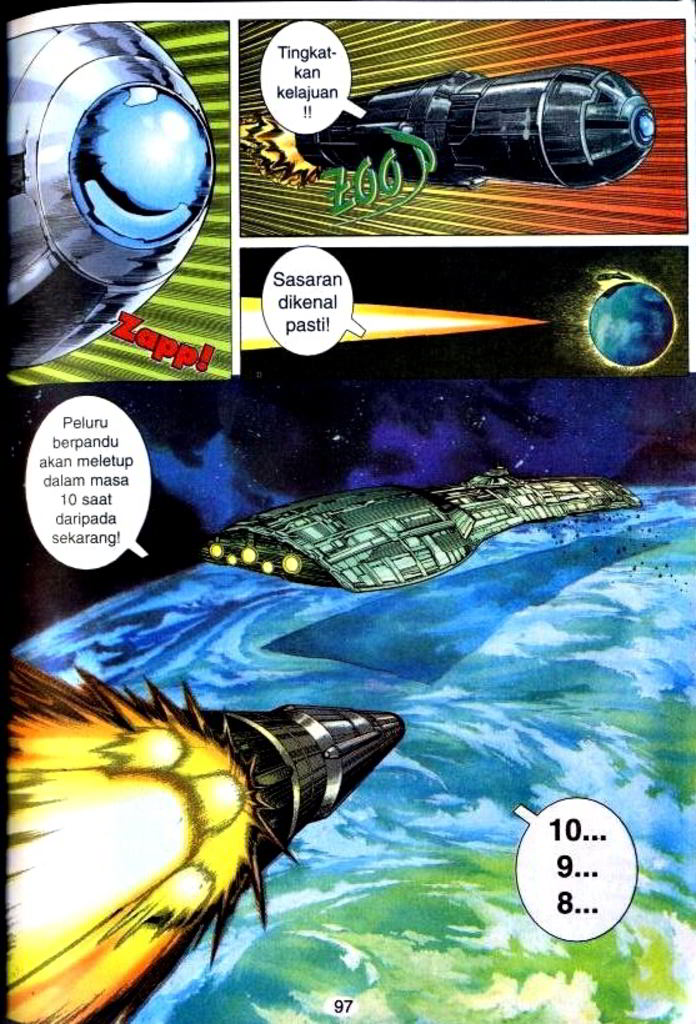 Tingkat-
kan
kelajuan
!!
ZOO
Zapp!
Sasaran
dikenal
pasti!
Peluru
berpandu
akan meletup
dalam masa
10 saat
daripada
sekarang!
10...
9...
8...
97